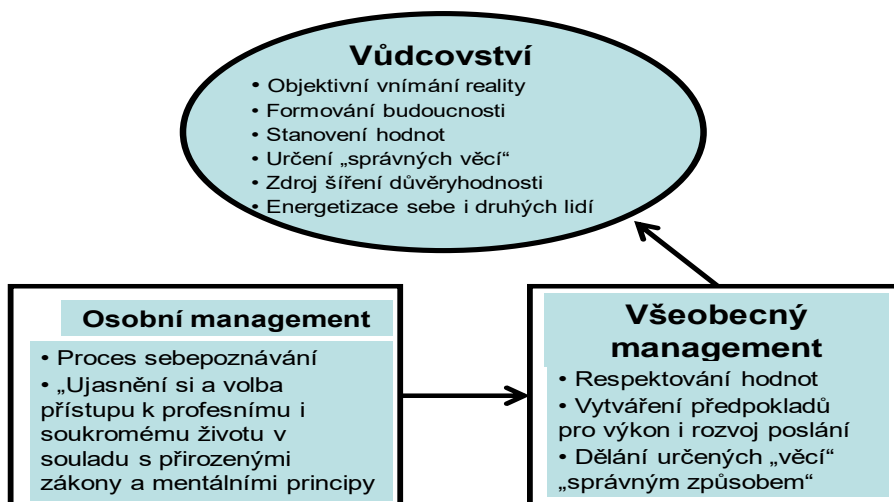 Vůdcovství
• Objektivní vnímání reality
• Formování budoucnosti
• Stanovení hodnot
• Určení „správných věcí“
• Zdroj šíření důvěryhodnosti
• Energetizace sebe i druhých lidí
Osobní management
• Proces sebepoznávání
• „Ujasnění si a volba
přístupu k profesnímu i
soukromému životu v
souladu s přirozenými
zákony a mentálními principy
Všeobecný
management
• Respektování hodnot
• Vytváření předpokladů
pro výkon i rozvoj poslání
• Dělání určených „věcí“
„správným způsobem“